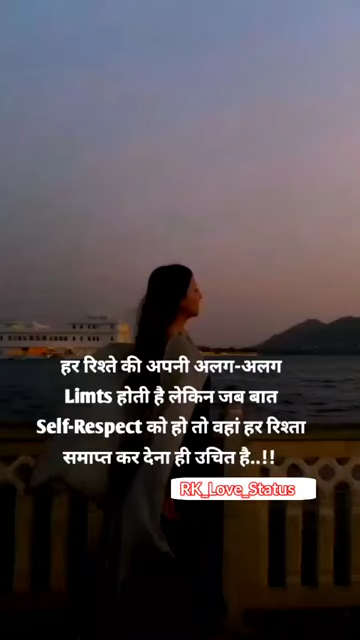 हर रिश्ते की अपनी अलग-अलग
Limts होती है लेकिन जब बात
Self-Respect को हो तो वहां हर रिश्ता
समाप्त कर देना ही उचित है..!!
RK_Love_Status